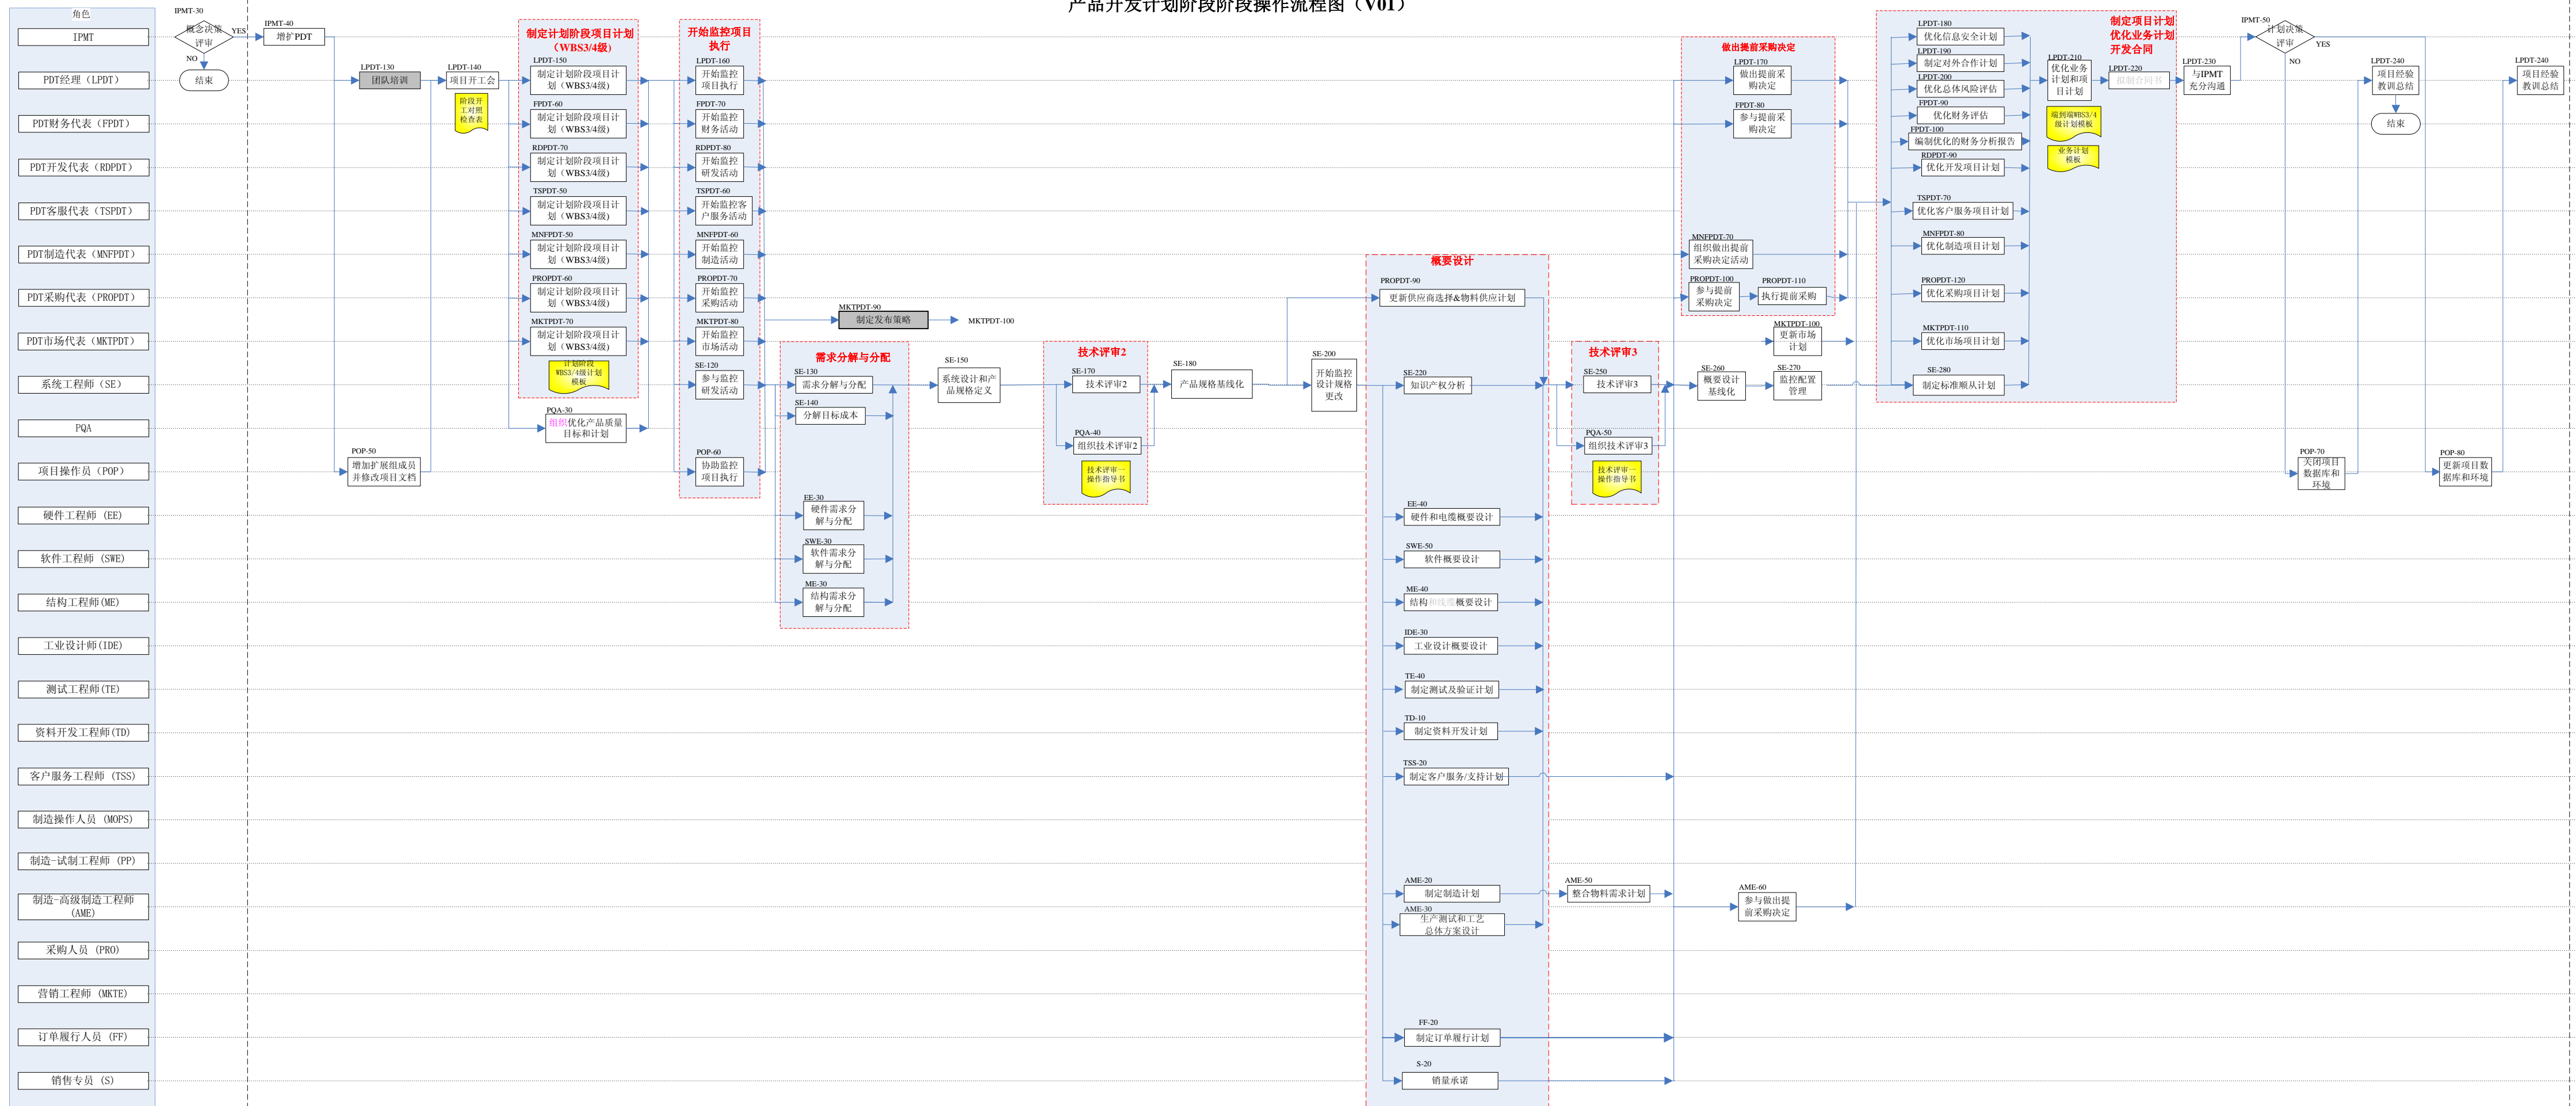 产品开发计划阶段阶段操作流程图（V01）
角色
IPMT
PDT经理（LPDT）
PDT财务代表（FPDT）
PDT开发代表（RDPDT）
PDT客服代表（TSPDT）
PDT制造代表（MNFPDT）
PDT采购代表（PROPDT）
PDT市场代表（MKTPDT）
系统工程师（SE）
PQA
项目操作员（POP）
硬件工程师 (EE)
软件工程师 (SWE)
结构工程师(ME)
工业设计师(IDE)
测试工程师(TE)
资料开发工程师(TD)
客户服务工程师 (TSS)
制造操作人员 (MOPS)
制造-试制工程师 (PP)
制造-高级制造工程师
(AME)
采购人员 (PRO)
营销工程师 (MKTE)
订单履行人员 (FF)
销售专员 (S)
IPMT-30
概念决策
评审
YES
NO
结束
IPMT-40
增扩PDT
LPDT-130
团队培训
POP-50
增加扩展组成员
并修改项目文档
LPDT-140
项目开工会
阶段开
工对照
检查表
制定计划阶段项目计划
（WBS3/4级）
LPDT-150
制定计划阶段项目计
划（WBS3/4级）
FPDT-60
制定计划阶段项目计
划（WBS3/4级）
RDPDT-70
制定计划阶段项目计
划（WBS3/4级）
TSPDT-50
制定计划阶段项目计
划（WBS3/4级）
MNFPDT-50
制定计划阶段项目计
划（WBS3/4级）
PROPDT-60
制定计划阶段项目计
划（WBS3/4级）
MKTPDT-70
制定计划阶段项目计
划（WBS3/4级）
计划阶段
WBS3/4级计划
模板
PQA-30
组织优化产品质量
目标和计划
开始监控项目
执行
LPDT-160
开始监控
项目执行
FPDT-70
开始监控
财务活动
RDPDT-80
开始监控
研发活动
TSPDT-60
开始监控客
户服务活动
MNFPDT-60
开始监控
制造活动
PROPDT-70
开始监控
采购活动
MKTPDT-80
开始监控
市场活动
SE-120
参与监控
研发活动
POP-60
协助监控
项目执行
MKTPDT-90
制定发布策略
MKTPDT-100
需求分解与分配
SE-130
需求分解与分配
SE-140
分解目标成本
EE-30
硬件需求分
解与分配
SWE-30
软件需求分
解与分配
ME-30
结构需求分
解与分配
SE-150
系统设计和产
品规格定义
技术评审2
SE-170
技术评审2
PQA-40
组织技术评审2
技术评审一
操作指导书
SE-180
产品规格基线化
SE-200
开始监控
设计规格
更改
概要设计
PROPDT-90
更新供应商选择&物料供应计划
SE-220
知识产权分析
EE-40
硬件和电缆概要设计
SWE-50
软件概要设计
ME-40
结构和线缆概要设计
IDE-30
工业设计概要设计
TE-40
制定测试及验证计划
TD-10
制定资料开发计划
TSS-20
制定客户服务/支持计划
AME-20
制定制造计划
AME-30
生产测试和工艺
总体方案设计
FF-20
制定订单履行计划
S-20
销量承诺
技术评审3
SE-250
技术评审3
PQA-50
组织技术评审3
技术评审一
操作指导书
AME-50
整合物料需求计划
做出提前采购决定
LPDT-170
做出提前采
购决定
FPDT-80
参与提前采
购决定
MNFPDT-70
组织做出提前
采购决定活动
PROPDT-100
参与提前
采购决定
PROPDT-110
执行提前采购
MKTPDT-100
更新市场
计划
SE-260
概要设计
基线化
SE-270
监控配置
管理
AME-60
参与做出提
前采购决定
制定项目计划
优化业务计划
开发合同
LPDT-180
优化信息安全计划
LPDT-190
制定对外合作计划
LPDT-200
优化总体风险评估
FPDT-90
优化财务评估
FPDT-100
编制优化的财务分析报告
RDPDT-90
优化开发项目计划
TSPDT-70
优化客户服务项目计划
MNFPDT-80
优化制造项目计划
PROPDT-120
优化采购项目计划
MKTPDT-110
优化市场项目计划
SE-280
制定标准顺从计划
LPDT-210
优化业务
计划和项
目计划
端到端WBS3/4
级计划模板
业务计划
模板
LPDT-220
拟制合同书
LPDT-230
与IPMT
充分沟通
IPMT-50
计划决策
评审
YES
NO
POP-70
关闭项目
数据库和
环境
LPDT-240
项目经验
教训总结
结束
POP-80
更新项目数
据库和环境
LPDT-240
项目经验
教训总结